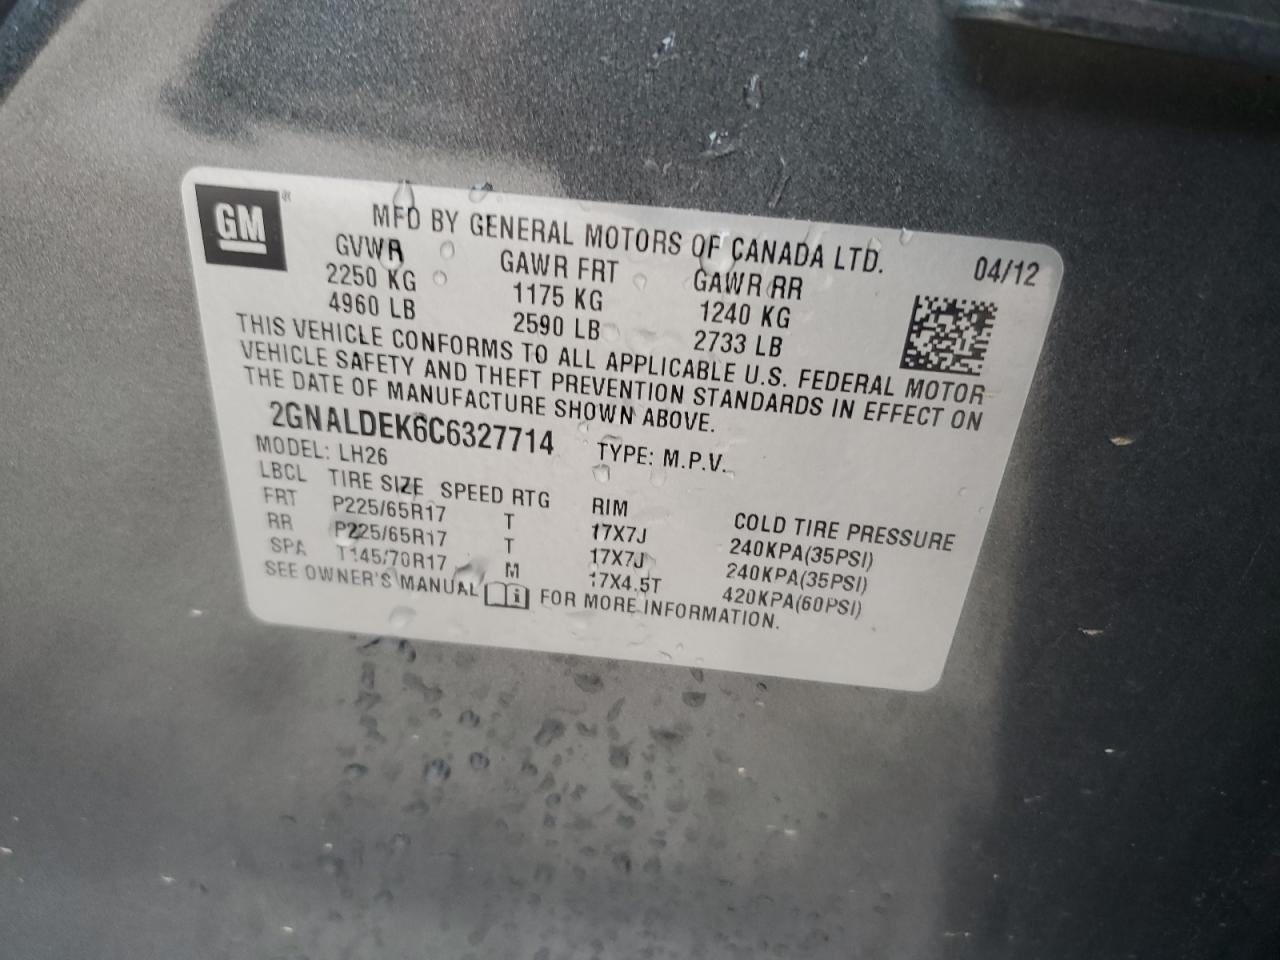 GM®
MFD BY GENERAL MOTORS OF CANADA LTD.
04/12
GVWR GAWR FRT GAWR RR
2250 KG 1175 KG 1240 KG
4960 LB 2590 LB 2733 LB
THIS VEHICLE CONFORMS TO ALL APPLICABLE U.S. FEDERAL MOTOR
VEHICLE SAFETY AND THEFT PREVENTION STANDARDS IN EFFECT ON
THE DATE OF MANUFACTURE SHOWN ABOVE.
2GNALDEK6C6327714 TYPE: M.P.V.
MODEL: LH26
LBCL TIRE SIZE SPEED RTG RIM COLD TIRE PRESSURE
FRT P225/65R17 T 17X7J 240KPA(35PSI)
RR P225/65R17 T 17X7J 240KPA(35PSI)
SPA T145/70R17 M 17X4.5T 420KPA(60PSI)
SEE OWNER'S MANUAL i FOR MORE INFORMATION.